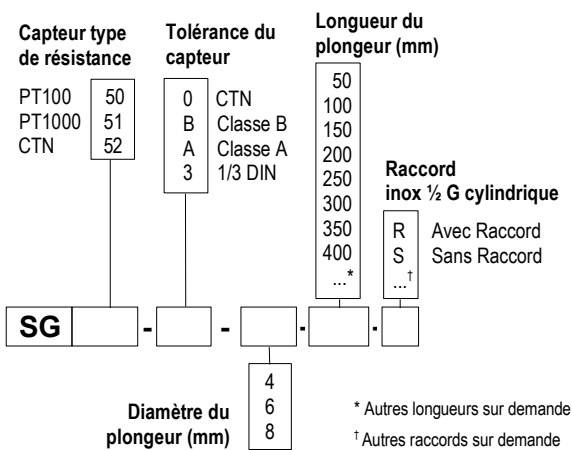 Capteur type
de résistance
PT100 50
PT1000 51
CTN 52
Tolérance du
capteur
0 CTN
B Classe B
A Classe A
3 1/3 DIN
Longueur du
plongeur (mm)
50
100
150
200
250
300
350
400
...*
Raccord
inox ½ G cylindrique
R Avec Raccord
S Sans Raccord
...†
SG - - . .
Diamètre du
plongeur (mm)
4
6
8
* Autres longueurs sur demande
† Autres raccords sur demande